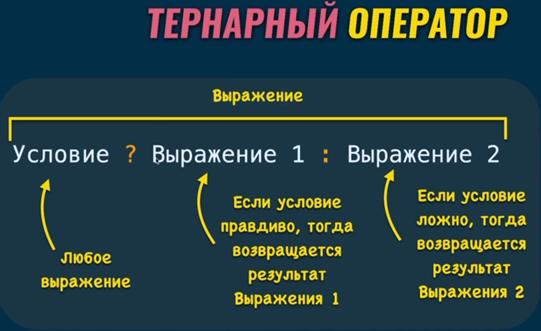 ТЕРНАРНЫЙ ОПЕРАТОР
Выражение
Условие ? Выражение 1 : Выражение 2
Любое
выражение
Если условие
правдиво, тогда
возвращается
результат
Выражения 1
Если условие
ложно, тогда
возвращается
результат
Выражения 2